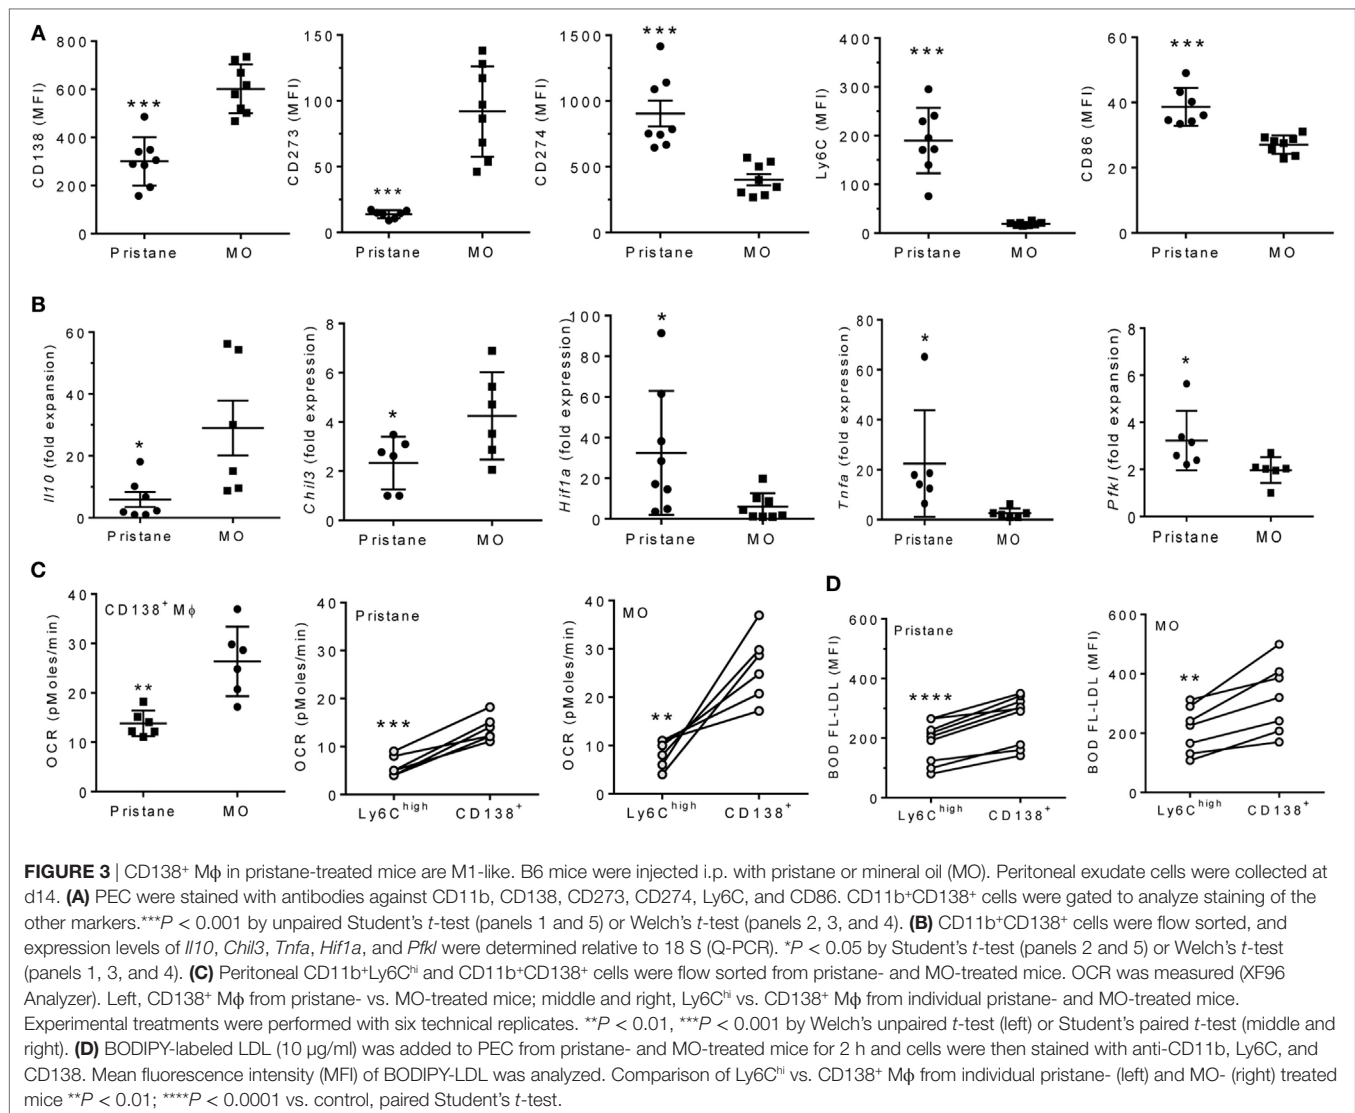 A
CD138 (MFI)
800
600
400
200
0
***
Pristane
MO
CD273 (MFI)
150
100
50
0
***
Pristane
MO
CD274 (MFI)
1500
1000
500
0
***
Pristane
MO
Ly6C (MFI)
400
300
200
100
0
***
Pristane
MO
CD86 (MFI)
60
40
20
0
***
Pristane
MO
B
Il10 (fold expansion)
60
40
20
0
*
Pristane
MO
Chil3 (fold expression)
8
6
4
2
0
*
Pristane
MO
Hif1a (fold expression)
100
80
60
40
20
0
*
Pristane
MO
Tnfa (fold expression)
80
60
40
20
0
*
Pristane
MO
Pfkl (fold expansion)
8
6
4
2
0
*
Pristane
MO
C
OCR (pMoles/min)
40
30
20
10
0
CD138⁺ Mϕ
**
Pristane
MO
OCR (pMoles/min)
40
30
20
10
0
Pristane
***
Ly6Cʰⁱᵍʰ
CD138⁺
OCR (pMoles/min)
40
30
20
10
0
MO
**
Ly6Cʰⁱᵍʰ
CD138⁺
D
BOD FL-LDL (MFI)
600
400
200
0
Pristane
****
Ly6Cʰⁱᵍʰ
CD138⁺
BOD FL-LDL (MFI)
600
400
200
0
MO
**
Ly6Cʰⁱᵍʰ
CD138⁺
FIGURE 3 | CD138⁺ Mϕ in pristane-treated mice are M1-like. B6 mice were injected i.p. with pristane or mineral oil (MO). Peritoneal exudate cells were collected at
d14. (A) PEC were stained with antibodies against CD11b, CD138, CD273, CD274, Ly6C, and CD86. CD11b⁺CD138⁺ cells were gated to analyze staining of the
other markers.***P < 0.001 by unpaired Student's t-test (panels 1 and 5) or Welch's t-test (panels 2, 3, and 4). (B) CD11b⁺CD138⁺ cells were flow sorted, and
expression levels of Il10, Chil3, Tnfa, Hif1a, and Pfkl were determined relative to 18 S (Q-PCR). *P < 0.05 by Student's t-test (panels 2 and 5) or Welch's t-test
(panels 1, 3, and 4). (C) Peritoneal CD11b⁺Ly6Cʰⁱ and CD11b⁺CD138⁺ cells were flow sorted from pristane- and MO-treated mice. OCR was measured (XF96
Analyzer). Left, CD138⁺ Mϕ from pristane- vs. MO-treated mice; middle and right, Ly6Cʰⁱ vs. CD138⁺ Mϕ from individual pristane- and MO-treated mice.
Experimental treatments were performed with six technical replicates. **P < 0.01, ***P < 0.001 by Welch's unpaired t-test (left) or Student's paired t-test (middle and
right). (D) BODIPY-labeled LDL (10 µg/ml) was added to PEC from pristane- and MO-treated mice for 2 h and cells were then stained with anti-CD11b, Ly6C, and
CD138. Mean fluorescence intensity (MFI) of BODIPY-LDL was analyzed. Comparison of Ly6Cʰⁱ vs. CD138⁺ Mϕ from individual pristane- (left) and MO- (right) treated
mice **P < 0.01; ****P < 0.0001 vs. control, paired Student's t-test.